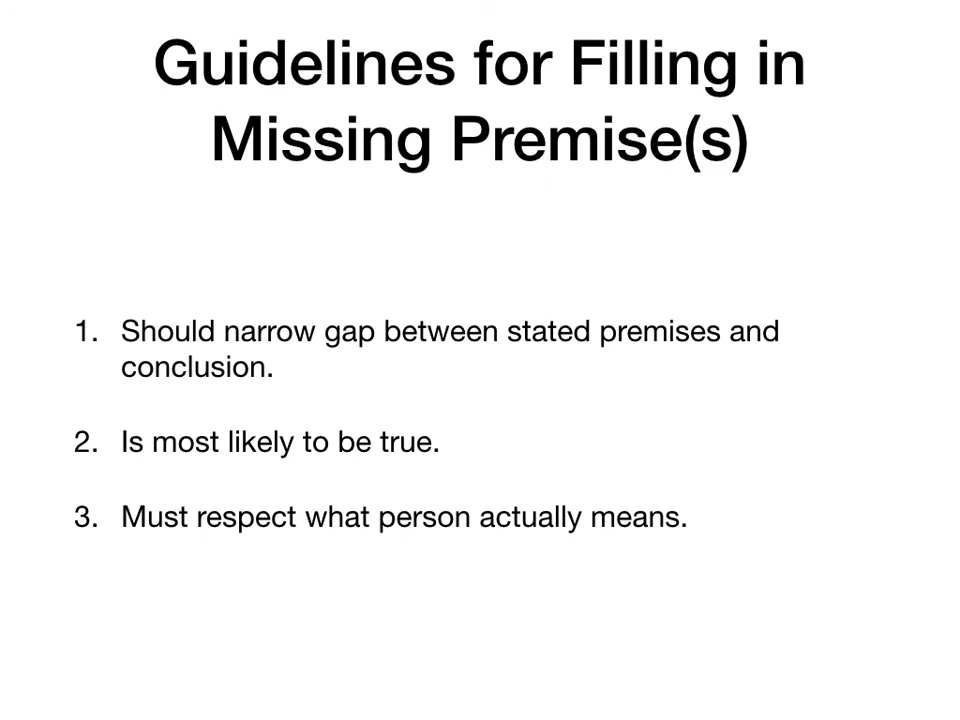 Guidelines for Filling in
Missing Premise(s)
1. Should narrow gap between stated premises and
conclusion.
2. Is most likely to be true.
3. Must respect what person actually means.